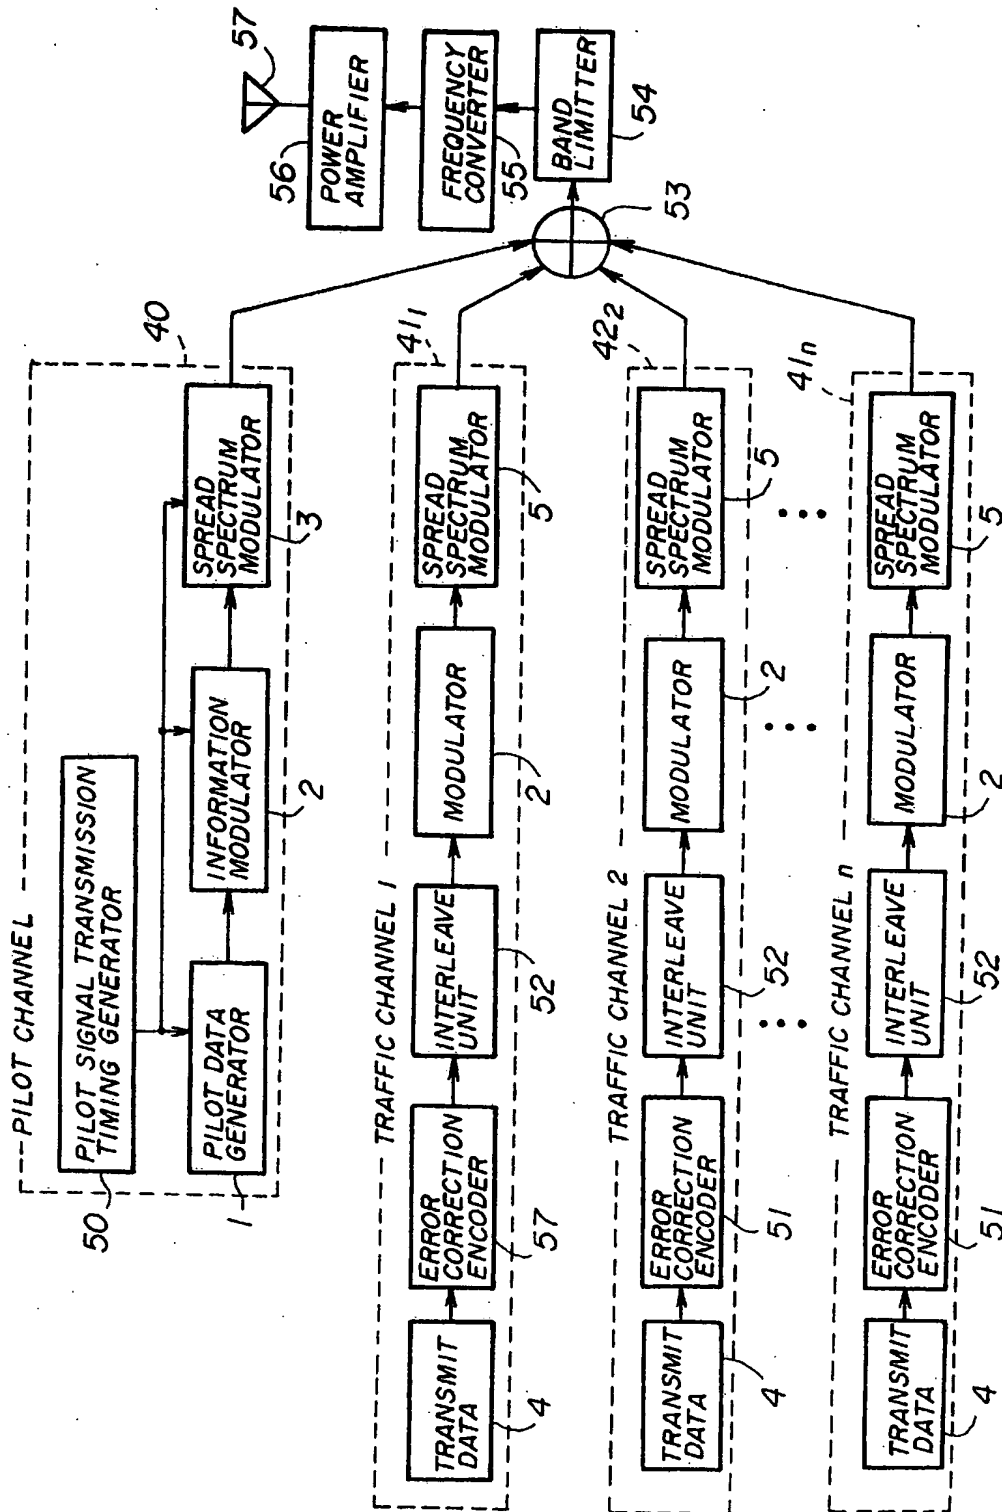 PILOT CHANNEL
40
PILOT SIGNAL TRANSMISSION
TIMING GENERATOR
50
PILOT DATA
GENERATOR
1
INFORMATION
MODULATOR
2
SPREAD
SPECTRUM
MODULATOR
3
TRAFFIC CHANNEL 1
41₁
TRANSMIT
DATA
4
ERROR
CORRECTION
ENCODER
57
INTERLEAVE
UNIT
52
MODULATOR
2
SPREAD
SPECTRUM
MODULATOR
5
TRAFFIC CHANNEL 2
42₂
TRANSMIT
DATA
4
ERROR
CORRECTION
ENCODER
51
INTERLEAVE
UNIT
52
MODULATOR
2
SPREAD
SPECTRUM
MODULATOR
5
TRAFFIC CHANNEL n
41n
TRANSMIT
DATA
4
ERROR
CORRECTION
ENCODER
51
INTERLEAVE
UNIT
52
MODULATOR
2
SPREAD
SPECTRUM
MODULATOR
5
53
BAND
LIMITTER
54
FREQUENCY
CONVERTER
55
POWER
AMPLIFIER
56
57